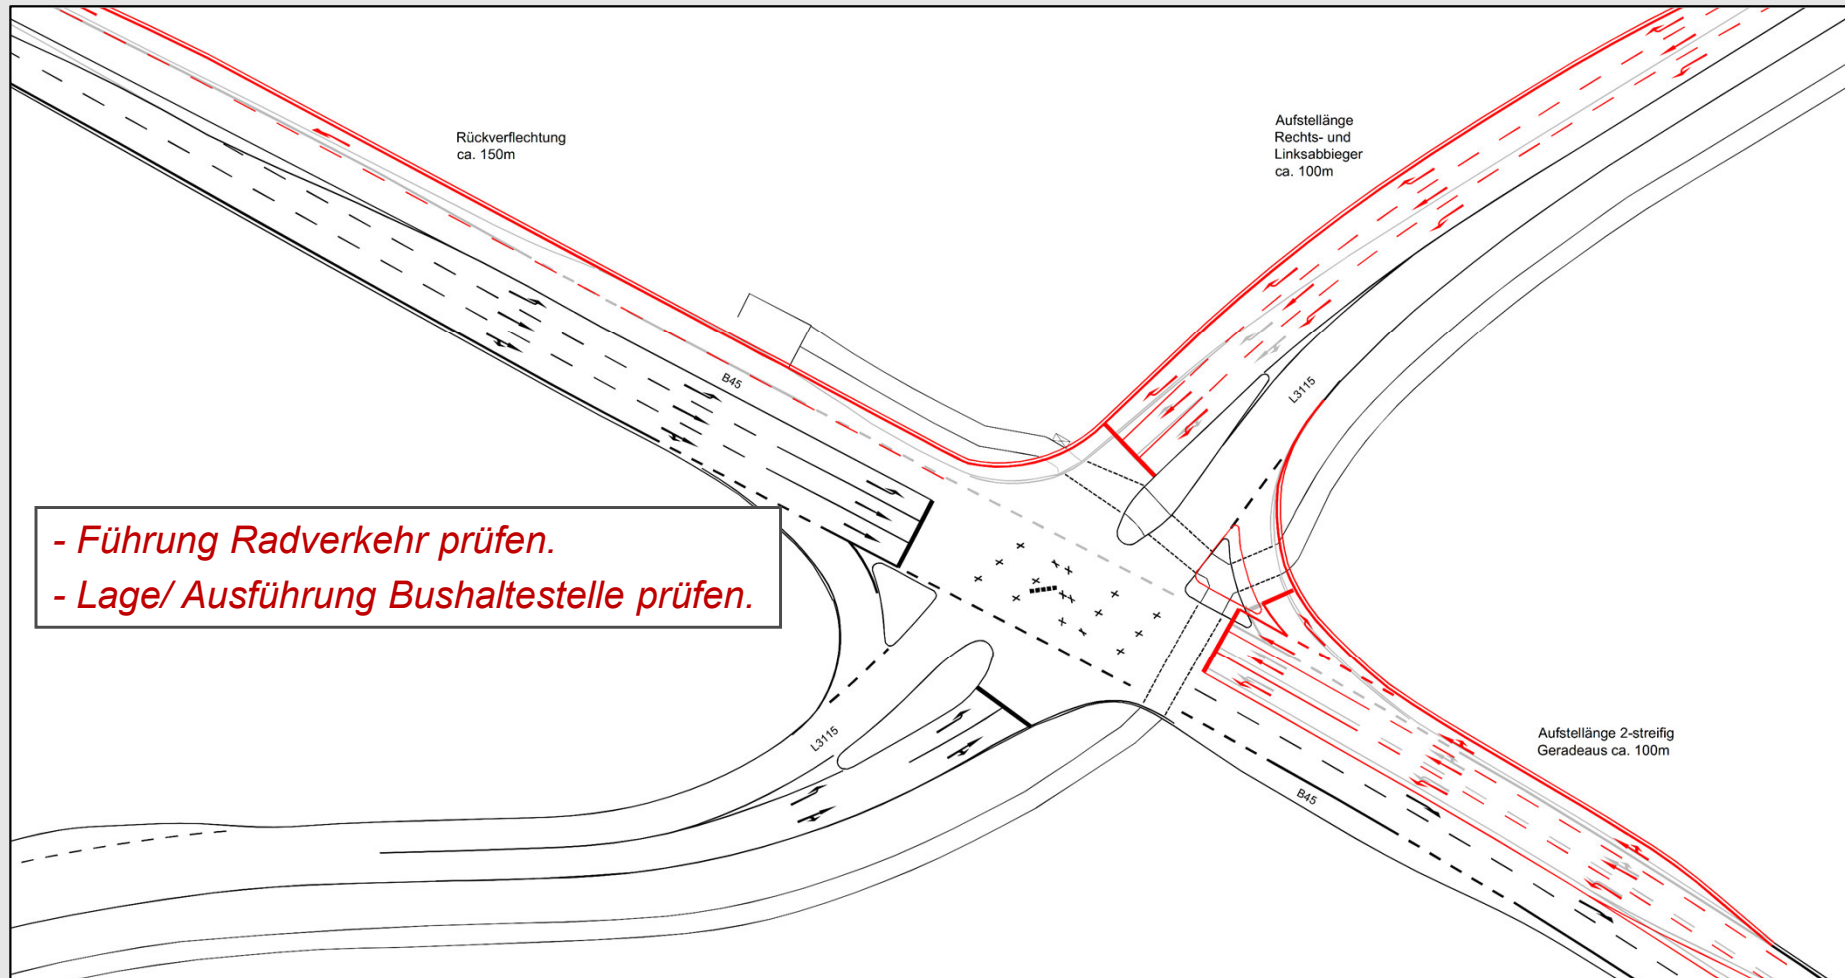 Rückverflechtung
ca. 150m
Aufstellänge
Rechts- und
Linksabbieger
ca. 100m
B45
L3115
- Führung Radverkehr prüfen.
- Lage/ Ausführung Bushaltestelle prüfen.
L3115
Aufstellänge 2-streifig
Geradeaus ca. 100m
B45